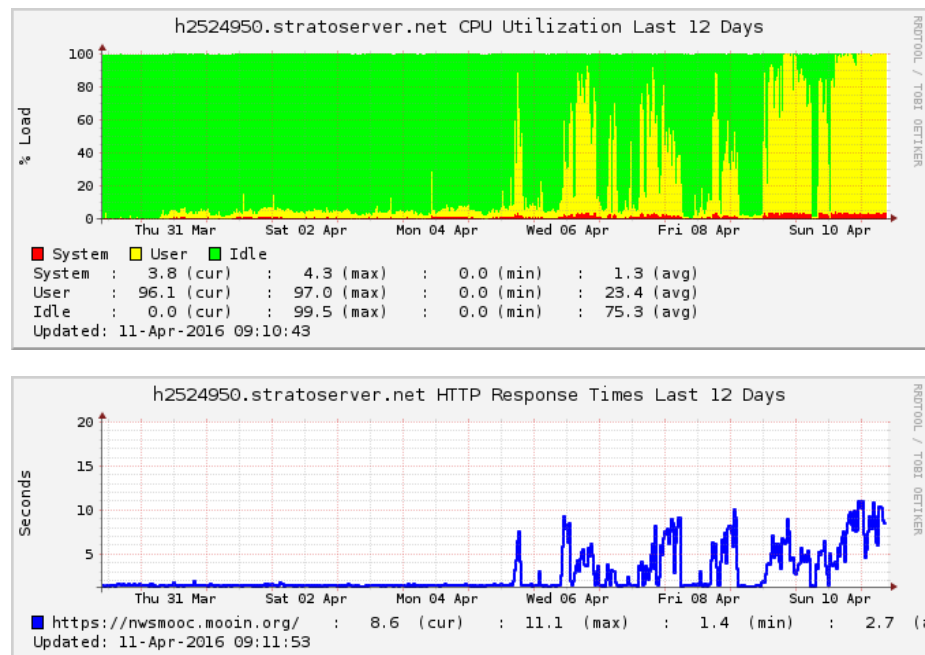 h2524950.stratoserver.net CPU Utilization Last 12 Days
RRDTOOL / TOBI OETIKER
% Load
100
80
60
40
20
0
Thu 31 Mar Sat 02 Apr Mon 04 Apr Wed 06 Apr Fri 08 Apr Sun 10 Apr
System User Idle
System : 3.8 (cur) : 4.3 (max) : 0.0 (min) : 1.3 (avg)
User : 96.1 (cur) : 97.0 (max) : 0.0 (min) : 23.4 (avg)
Idle : 0.0 (cur) : 99.5 (max) : 0.0 (min) : 75.3 (avg)
Updated: 11-Apr-2016 09:10:43
h2524950.stratoserver.net HTTP Response Times Last 12 Days
RRDTOOL / TOBI OETIKER
Seconds
20
15
10
5
Thu 31 Mar Sat 02 Apr Mon 04 Apr Wed 06 Apr Fri 08 Apr Sun 10 Apr
https://nwsmooc.mooin.org/ : 8.6 (cur) : 11.1 (max) : 1.4 (min) : 2.7 (a
Updated: 11-Apr-2016 09:11:53